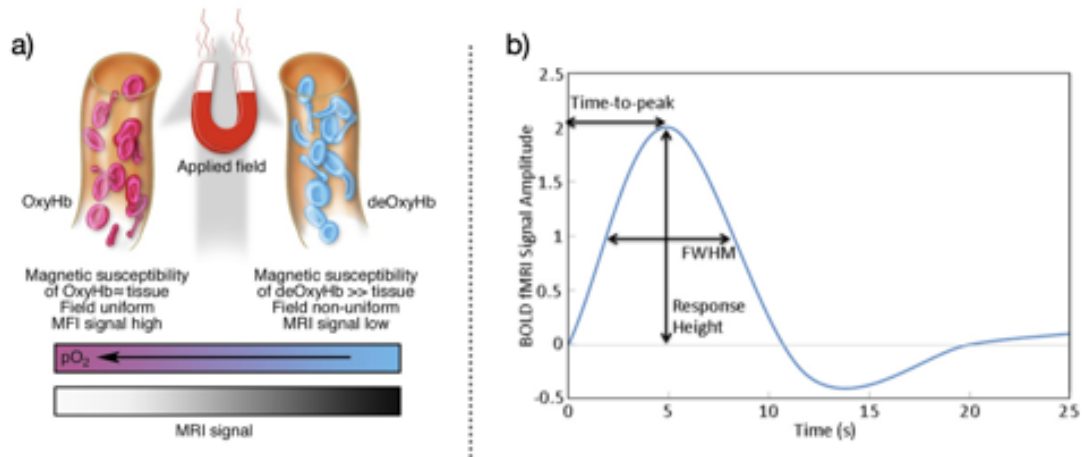 a)
Applied field
OxyHb
deOxyHb
Magnetic susceptibility
of OxyHb≈ tissue
Field uniform
MFI signal high
Magnetic susceptibility
of deOxyHb >> tissue
Field non-uniform
MRI signal low
pO₂
MRI signal
b)
BOLD fMRI Signal Amplitude
2.5
2
1.5
1
0.5
0
-0.5
Time-to-peak
FWHM
Response
Height
0
5
10
15
20
25
Time (s)